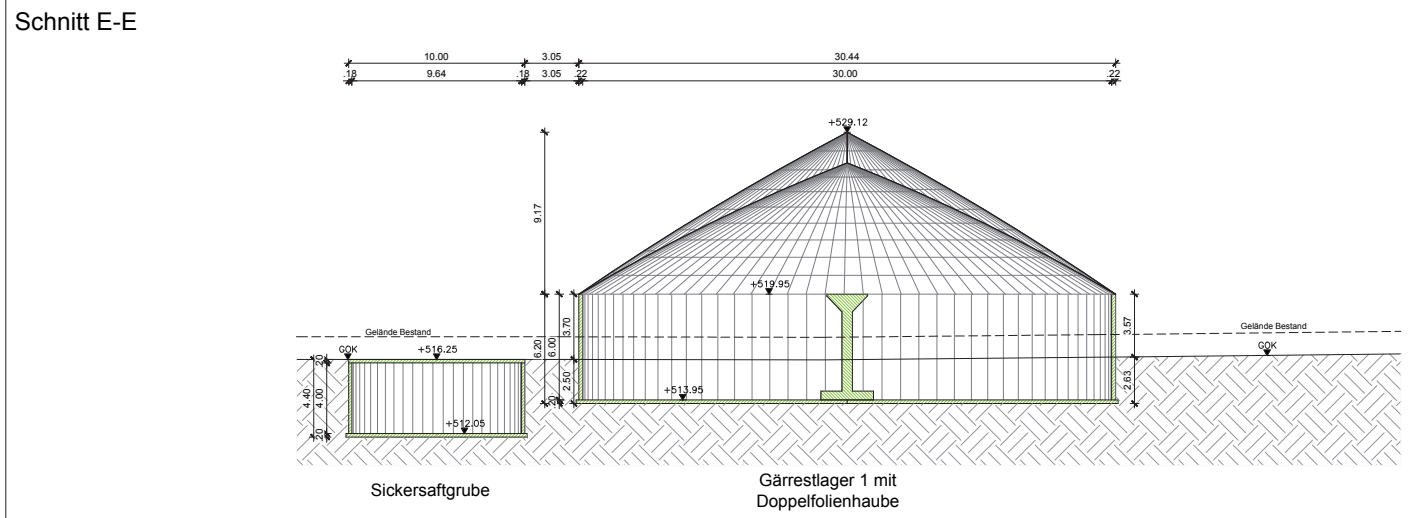 Schnitt E-E
10.00 3.05 30.44
.18 9.64 .18 3.05 .22 30.00 .22
+529.12
9.17
+519.95
Gelände Bestand
Gelände Bestand
GOK
+516.25
GOK
6.20
6.00
3.70
3.57
.20
4.40
4.00
2.50
2.63
.20
+513.95
+512.05
.20
Sickersaftgrube
Gärrestlager 1 mit
Doppelfolienhaube